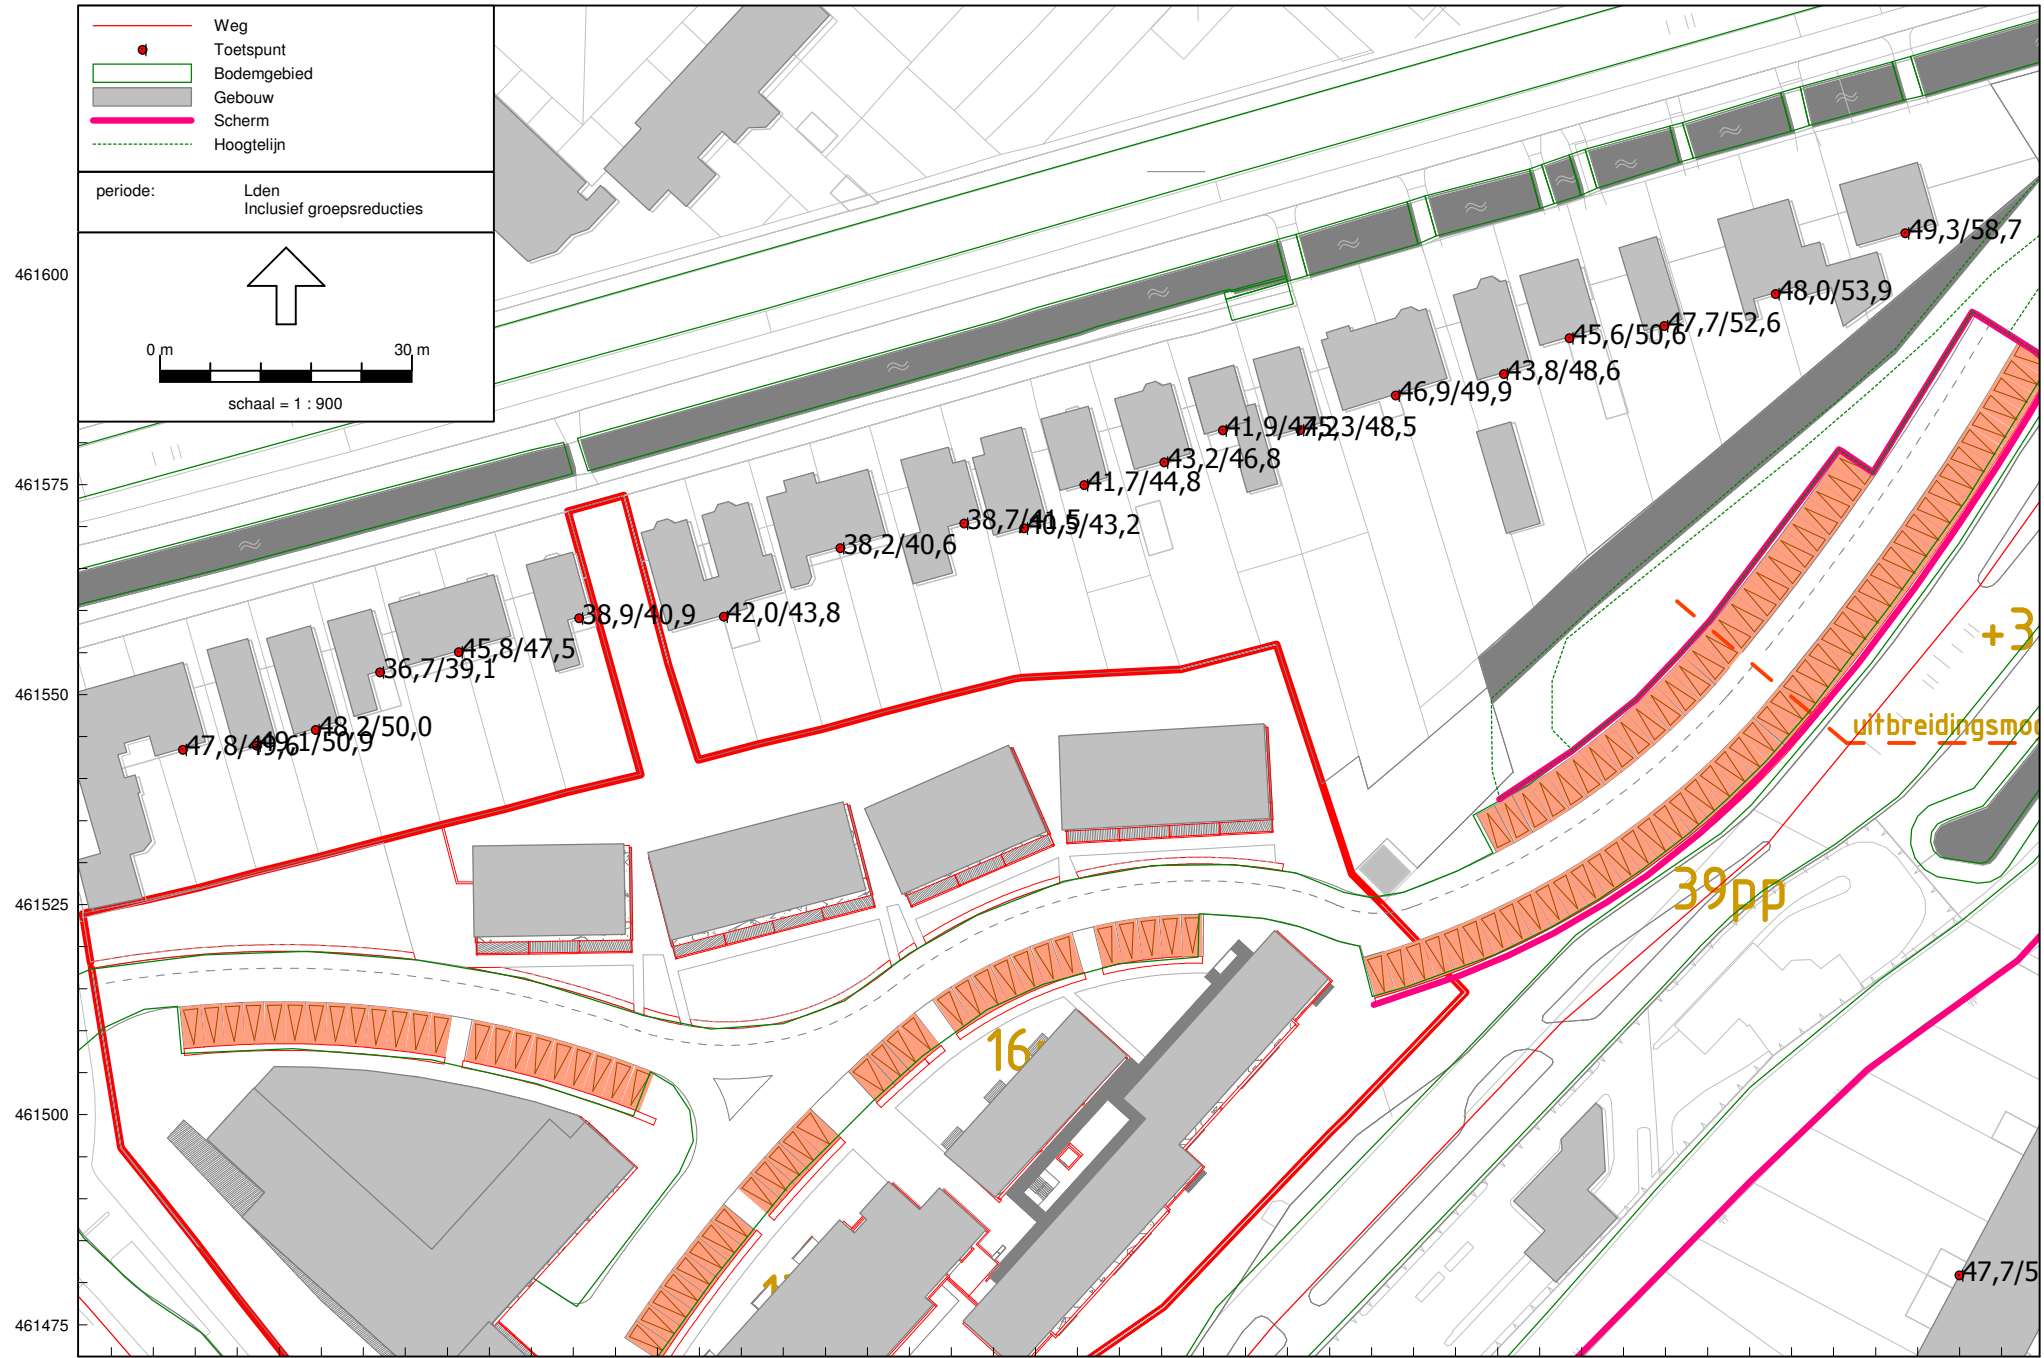 Weg
Toetspunt
Bodemgebied
Gebouw
Scherm
Hoogtelijn
periode: Lden
Inclusief groepsreducties
0 m 30 m
schaal = 1 : 900
461600
461575
461550
461525
461500
461475
49,3/58,7
48,0/53,9
47,7/52,6
45,6/50,6
43,8/48,6
46,9/49,9
41,9/
/48,5
43,2/46,8
41,7/44,8
38,7/41,5
40,5/43,2
38,2/40,6
42,0/43,8
38,9/40,9
45,8/47,5
36,7/39,1
48,2/50,0
49,1/50,9
47,8/49,6
+3
uitbreidingsmo
39pp
16
47,7/5